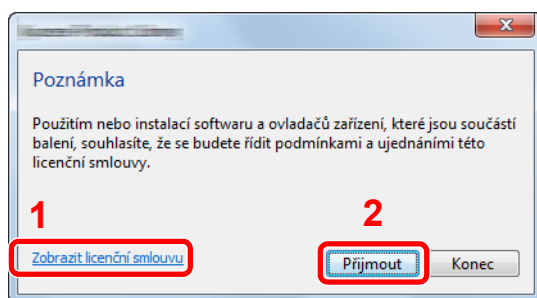 Poznámka
Použitím nebo instalací softwaru a ovladačů zařízení, které jsou součástí
balení, souhlasíte, že se budete řídit podmínkami a ujednáními této
licenční smlouvy.
1
2
Zobrazit licenční smlouvu
Přijmout
Konec